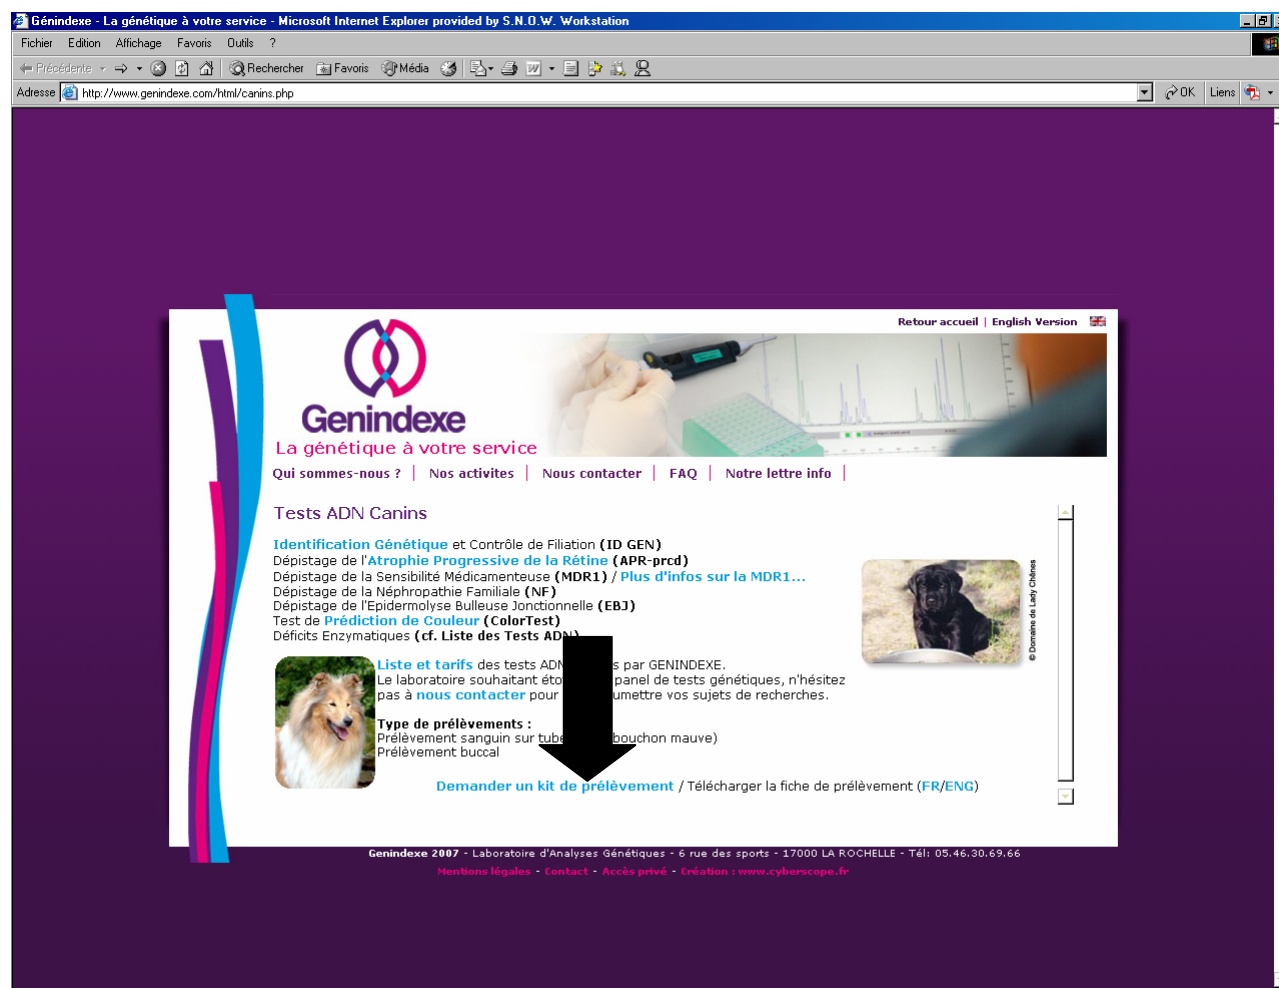 Génindexe - La génétique à votre service - Microsoft Internet Explorer provided by S.N.O.W. Workstation
Fichier Edition Affichage Favoris Outils ?
Précédente Rechercher Favoris Média
Adresse http://www.genindexe.com/html/canins.php OK Liens
Retour accueil | English Version
Genindexe
La génétique à votre service
Qui sommes-nous ? | Nos activites | Nous contacter | FAQ | Notre lettre info |
Tests ADN Canins
Identification Génétique et Contrôle de Filiation (ID GEN)
Dépistage de l'Atrophie Progressive de la Rétine (APR-prcd)
Dépistage de la Sensibilité Médicamenteuse (MDR1) / Plus d'infos sur la MDR1...
Dépistage de la Néphropathie Familiale (NF)
Dépistage de l'Epidermolyse Bulleuse Jonctionnelle (EBJ)
Test de Prédiction de Couleur (ColorTest)
Déficits Enzymatiques (cf. Liste des Tests ADN)
© Domaine de Lady Chênes
Liste et tarifs des tests ADN par GENINDEXE.
Le laboratoire souhaitant panel de tests génétiques, n'hésitez
pas à nous contacter pour vos sujets de recherches.
Type de prélèvements :
Prélèvement sanguin sur tube bouchon mauve)
Prélèvement buccal
Demander un kit de prélèvement / Télécharger la fiche de prélèvement (FR/ENG)
Genindexe 2007 - Laboratoire d'Analyses Génétiques - 6 rue des sports - 17000 LA ROCHELLE - Tél: 05.46.30.69.66
Mentions légales - Contact - Accès privé - Création : www.cyberscope.fr